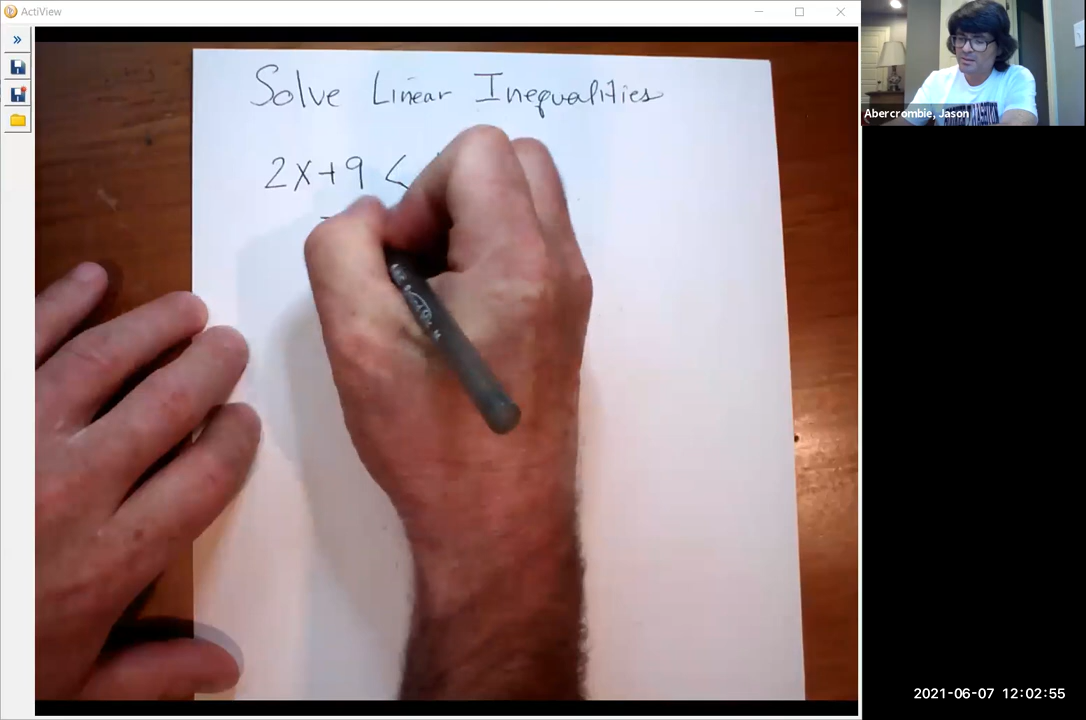 ActiView
»
Solve Linear Inequalities
2x+9 <
-
Abercrombie, Jason
2021-06-07 12:02:55